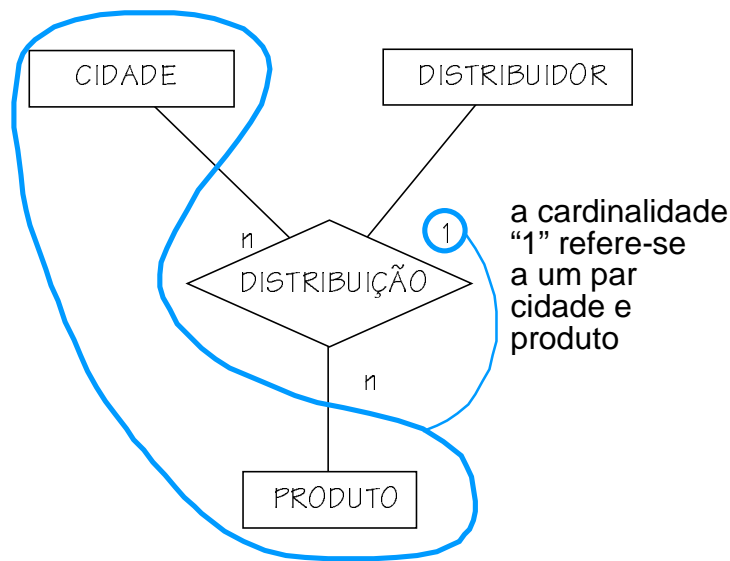 CIDADE
DISTRIBUIDOR
a cardinalidade
“1” refere-se
a um par
cidade e
produto
1
n
DISTRIBUIÇÃO
n
PRODUTO